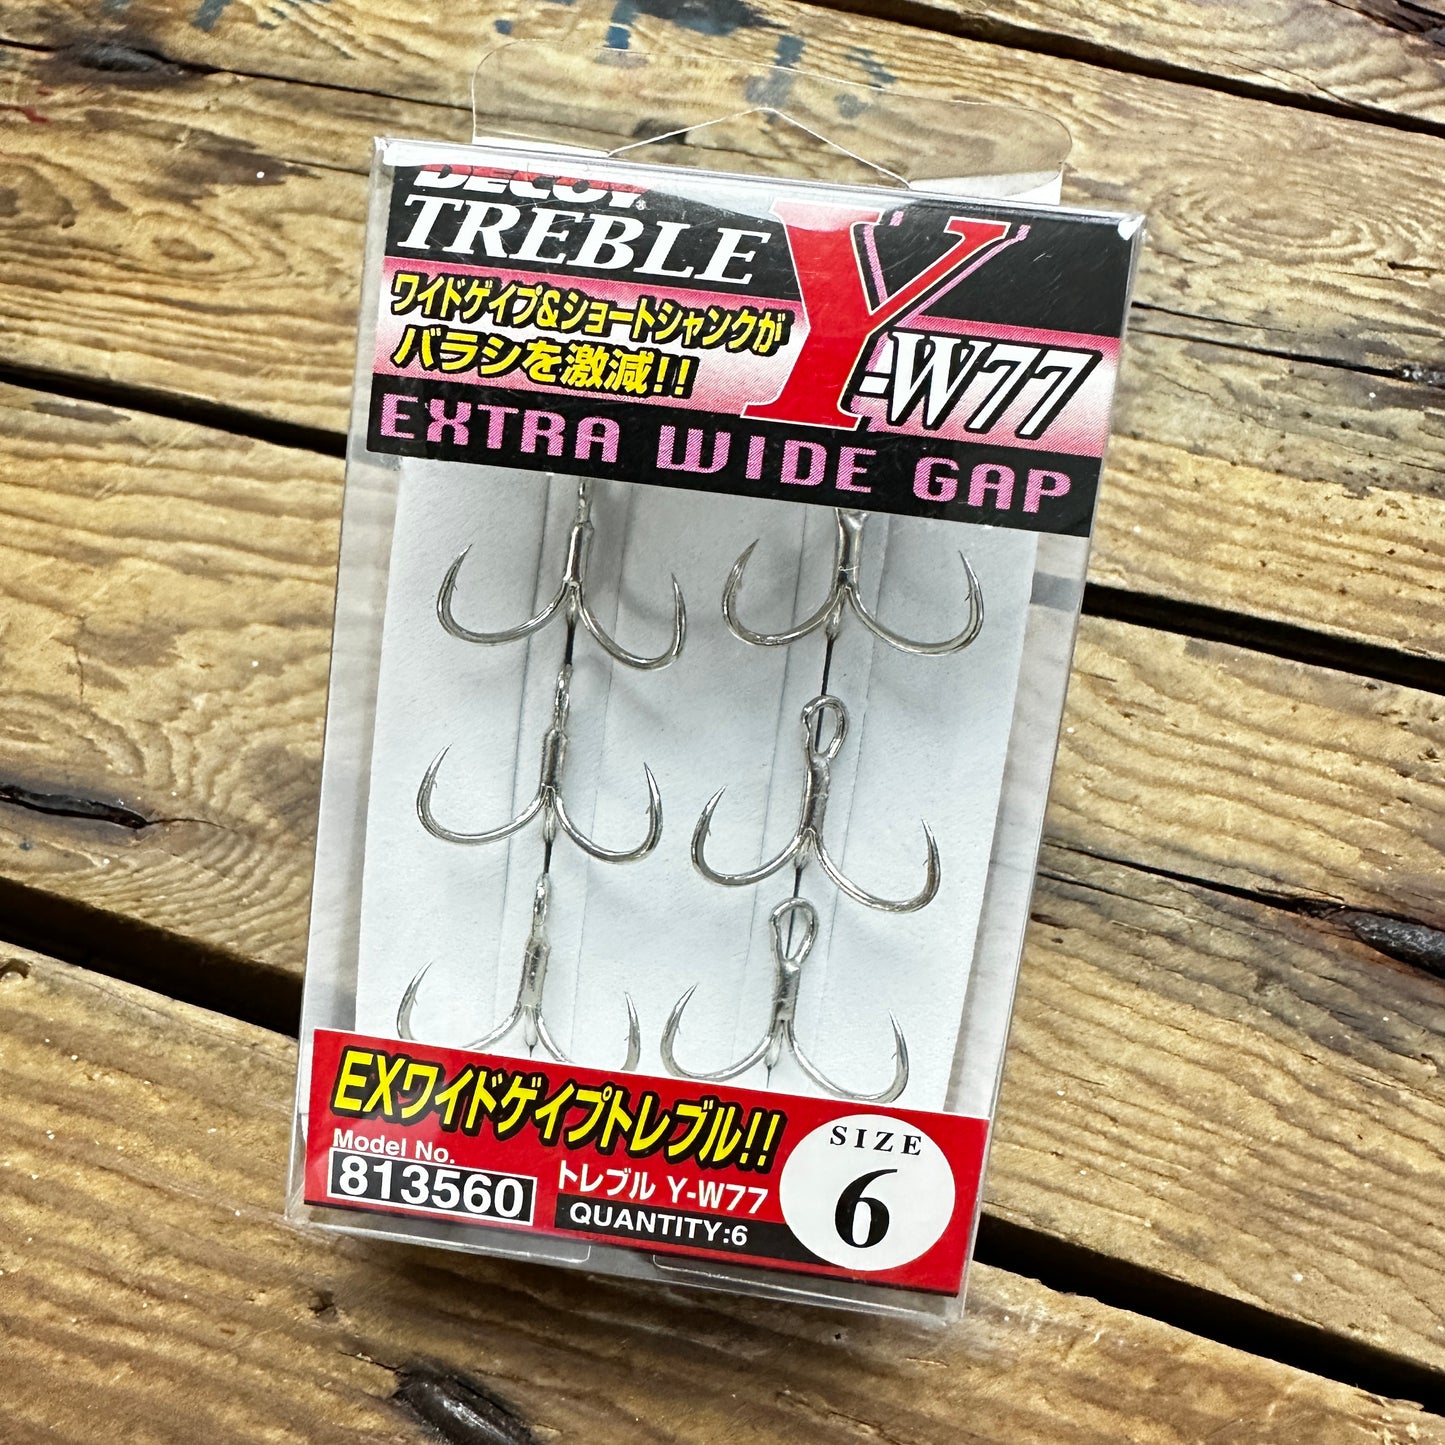 DECOY
TREBLE
Y-W77
ワイドゲイプ&ショートシャンクが
バラシを激減!!
EXTRA WIDE GAP
EXワイドゲイプトレブル!!
Model No.
813560
トレブル Y-W77
QUANTITY:6
SIZE
6